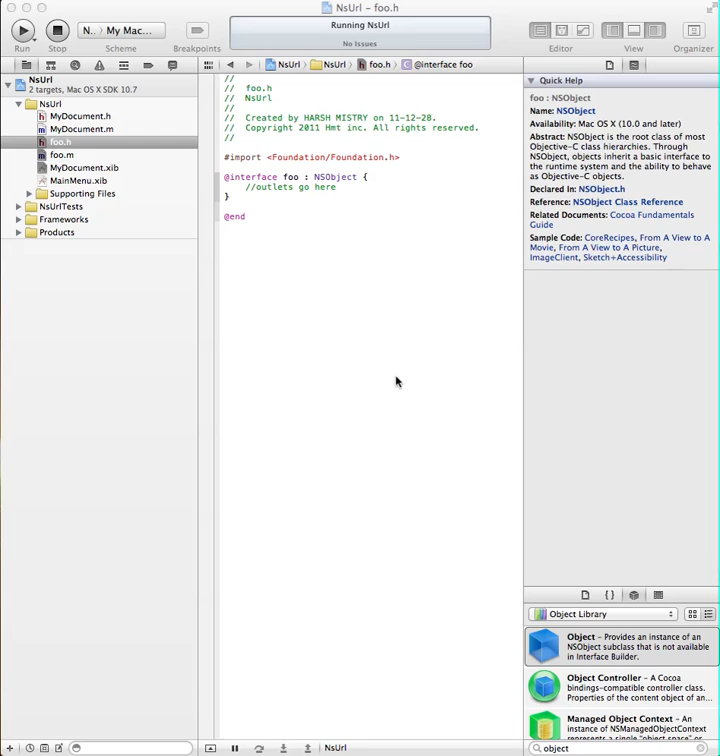 NsUrl – foo.h
Run
Stop
N... My Mac...
Scheme
Breakpoints
Running NsUrl
No Issues
Editor
View
Organizer
NsUrl
2 targets, Mac OS X SDK 10.7
NsUrl
MyDocument.h
MyDocument.m
foo.h
foo.m
MyDocument.xib
MainMenu.xib
Supporting Files
NsUrlTests
Frameworks
Products
NsUrl NsUrl foo.h @interface foo
//
// foo.h
// NsUrl
//
// Created by HARSH MISTRY on 11-12-28.
// Copyright 2011 Hmt inc. All rights reserved.
//
#import <Foundation/Foundation.h>
@interface foo : NSObject {
//outlets go here
}
@end
NsUrl
Quick Help
foo : NSObject
Name: NSObject
Availability: Mac OS X (10.0 and later)
Abstract: NSObject is the root class of most
Objective-C class hierarchies. Through
NSObject, objects inherit a basic interface to
the runtime system and the ability to behave
as Objective-C objects.
Declared In: NSObject.h
Reference: NSObject Class Reference
Related Documents: Cocoa Fundamentals
Guide
Sample Code: CoreRecipes, From A View to A
Movie, From A View to A Picture,
ImageClient, Sketch+Accessibility
Object Library
Object – Provides an instance of an
NSObject subclass that is not available
in Interface Builder.
Object Controller – A Cocoa
bindings-compatible controller class.
Properties of the content object of an...
Managed Object Context – An
instance of NSManagedObjectContext
represents a single "object space" or
object